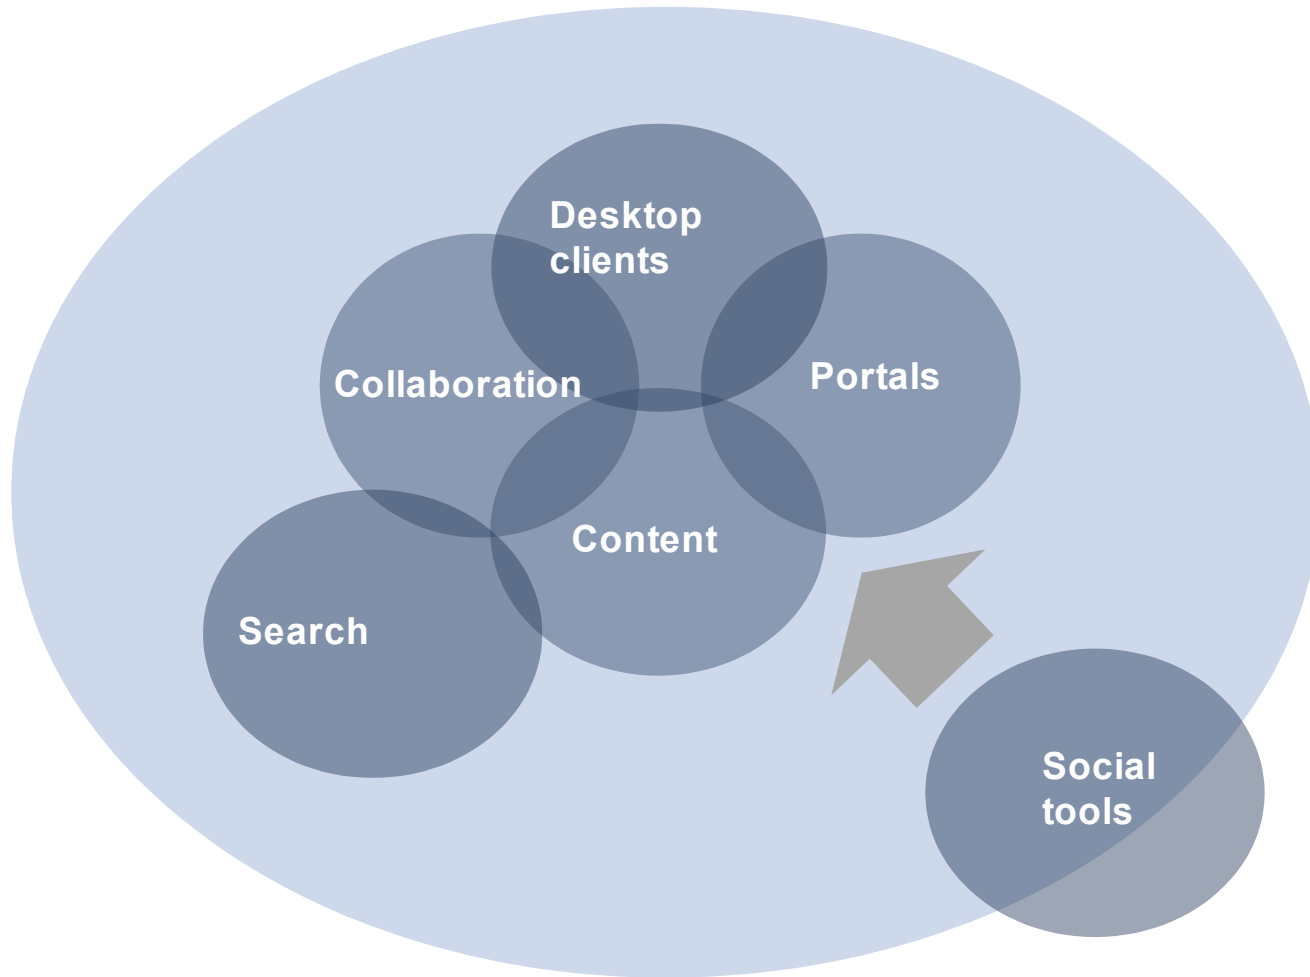 Desktop
clients
Collaboration
Portals
Content
Search
Social
tools